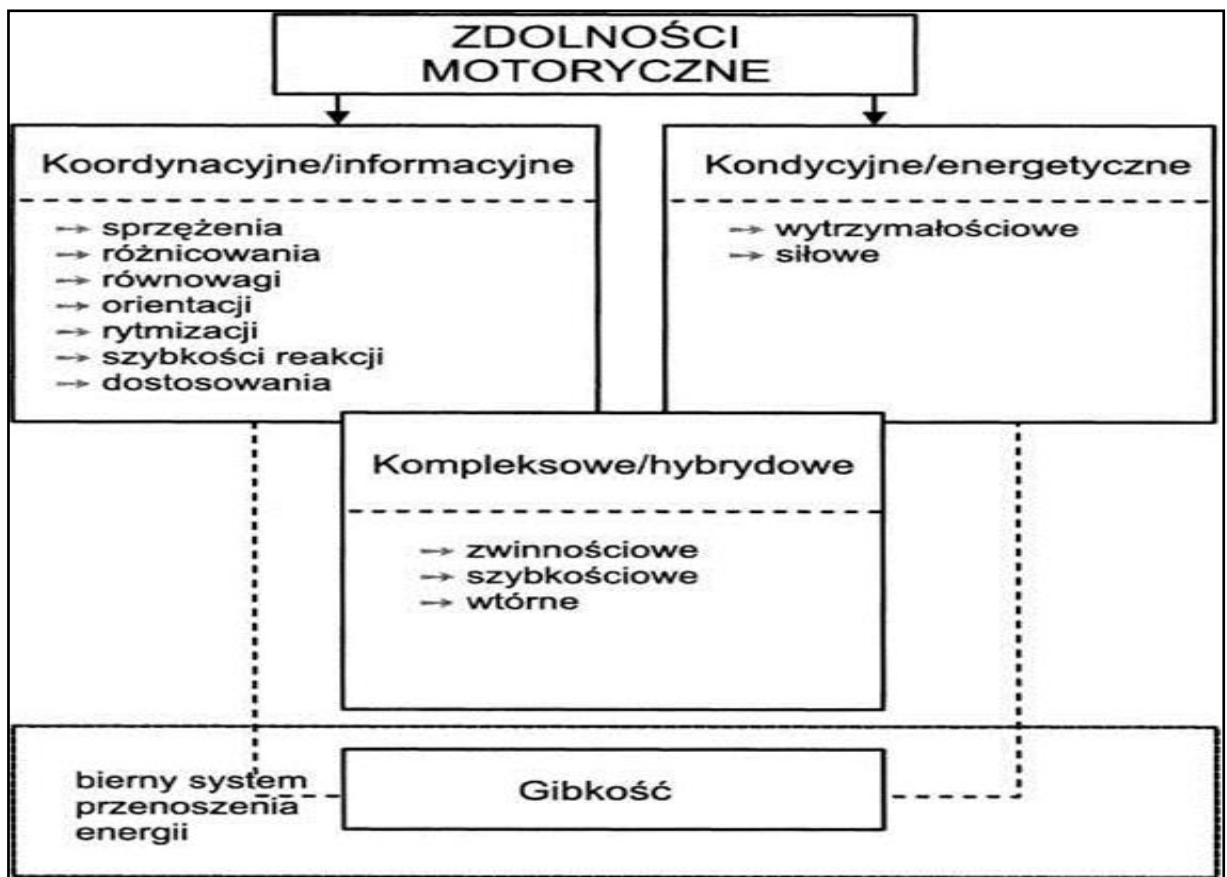 ZDOLNOŚCI
MOTORYCZNE
Koordynacyjne/informacyjne
→ sprzężenia
→ różnicowania
→ równowagi
→ orientacji
→ rytmizacji
→ szybkości reakcji
→ dostosowania
Kondycyjne/energetyczne
→ wytrzymałościowe
→ siłowe
Kompleksowe/hybrydowe
→ zwinnościowe
→ szybkościowe
→ wtórne
bierny system
przenoszenia
energii
Gibkość